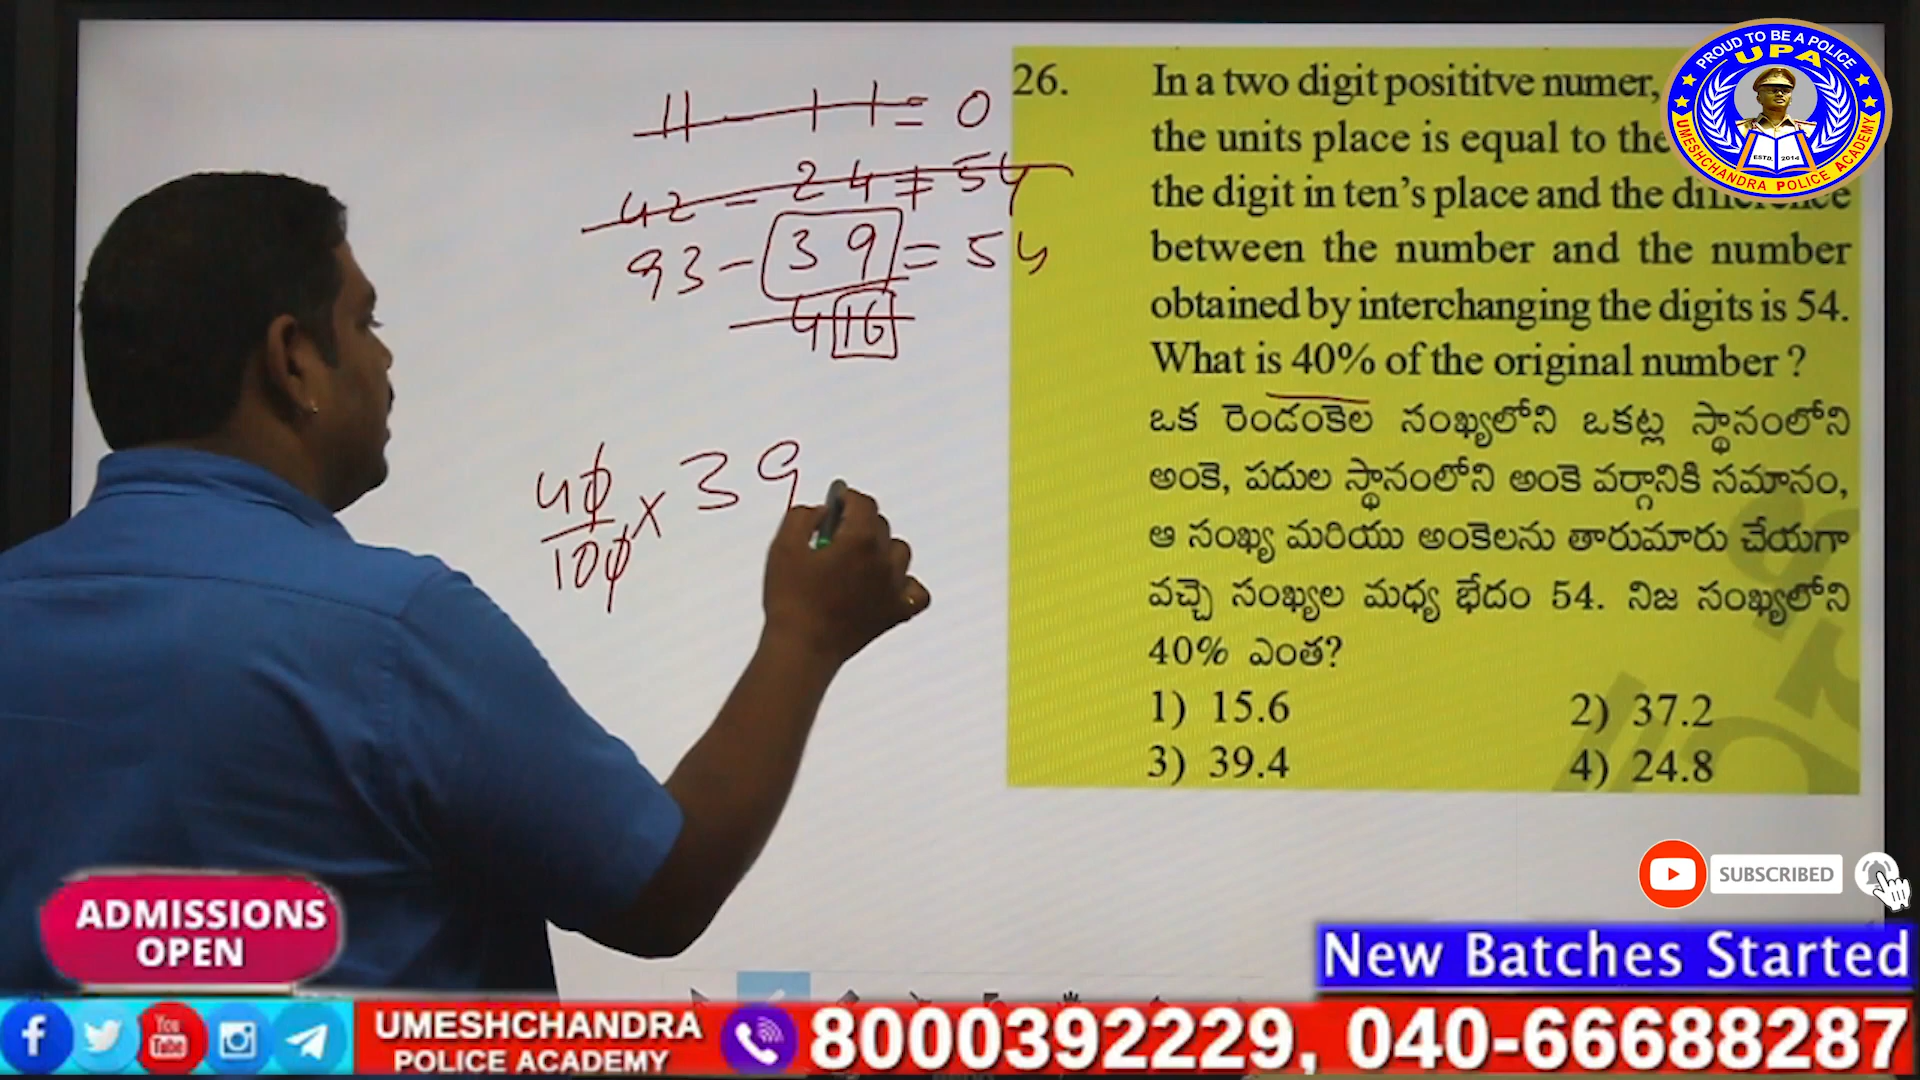 11 - 11 = 0
42 - 24 = 54
93 - 39 = 54
416
40
100
x 39
26. In a two digit posititve numer,
the units place is equal to the
the digit in ten's place and the difference
between the number and the number
obtained by interchanging the digits is 54.
What is 40% of the original number ?
ఒక రెండంకెల సంఖ్యలోని ఒకట్ల స్థానంలోని
అంకె, పదుల స్థానంలోని అంకె వర్గానికి సమానం,
ఆ సంఖ్య మరియు అంకెలను తారుమారు చేయగా
వచ్చె సంఖ్యల మధ్య భేదం 54. నిజ సంఖ్యలోని
40% ఎంత?
1) 15.6 2) 37.2
3) 39.4 4) 24.8
PROUD TO BE A POLICE
UPA
ESTD. 2014
UMESHCHANDRA POLICE ACADEMY
SUBSCRIBED
ADMISSIONS
OPEN
New Batches Started
You
Tube
UMESHCHANDRA
POLICE ACADEMY
8000392229, 040-66688287